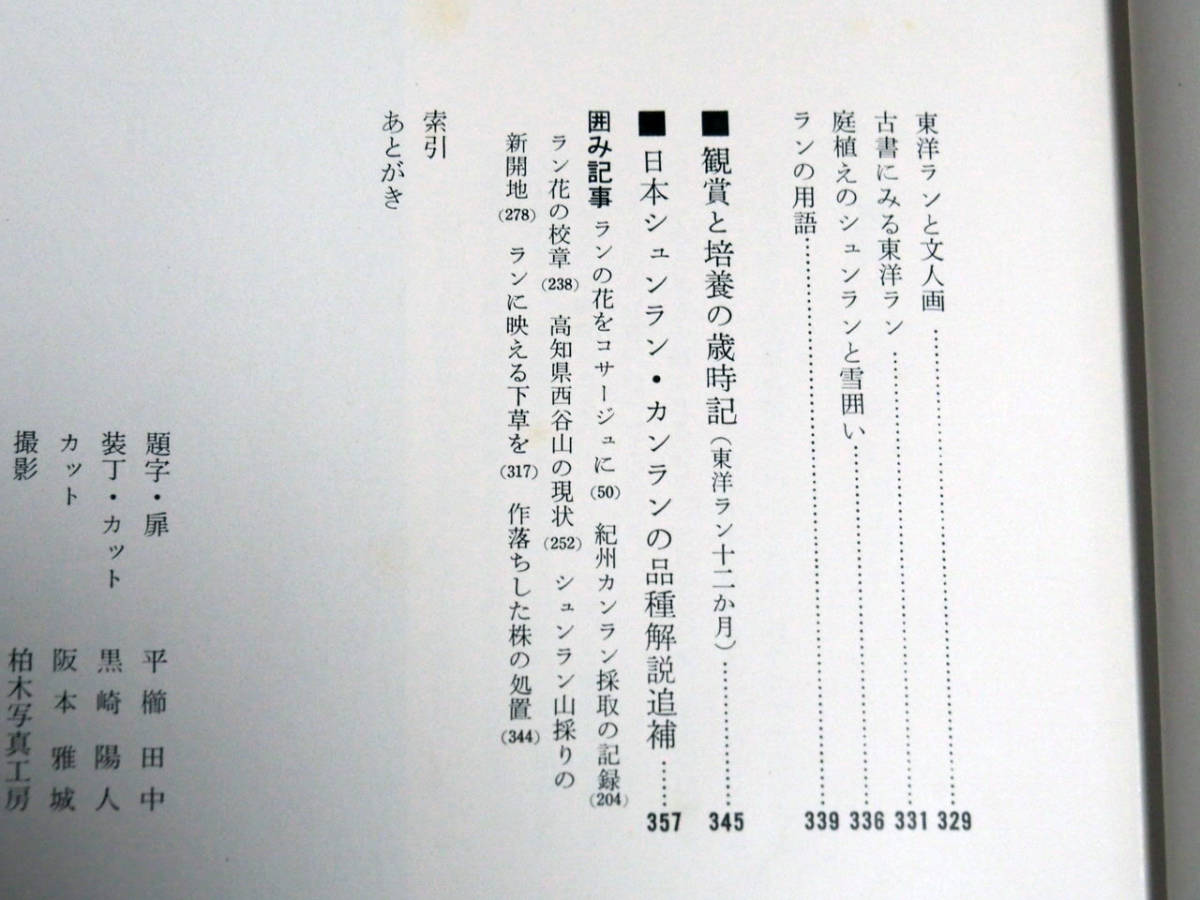 東洋ランと文人画……………………………329
古書にみる東洋ラン……………………………331
庭植えのシュンランと雪囲い……………………………336
ランの用語……………………………339
■観賞と培養の歳時記（東洋ラン十二か月）…………345
■日本シュンラン・カンランの品種解説追補……357
囲み記事 ランの花をコサージュに(50) 紀州カンラン採取の記録(204)
ラン花の校章(238) 高知県西谷山の現状(252) シュンラン山採りの
新開地(278) ランに映える下草を(317) 作落ちした株の処置(344)
索引
あとがき
題字・扉 平櫛田中
装丁・カット 黒崎陽人
カット 阪本雅城
撮影 柏木写真工房